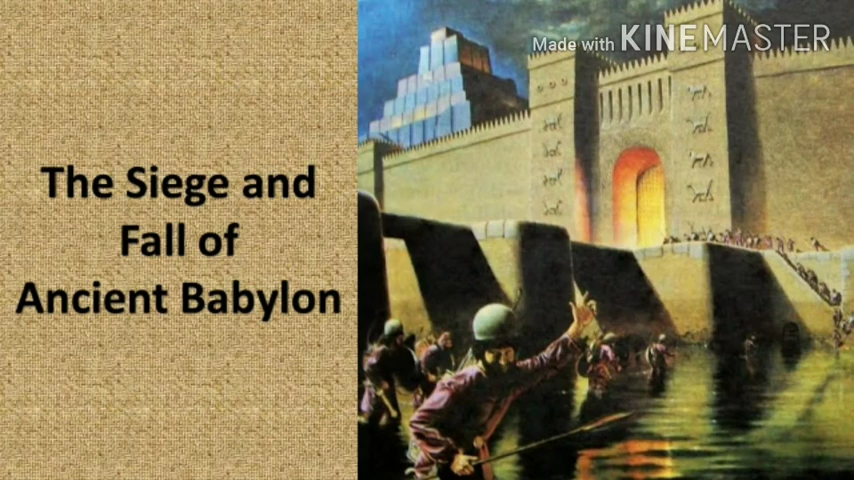 The Siege and
Fall of
Ancient Babylon
Made with KINEMASTER